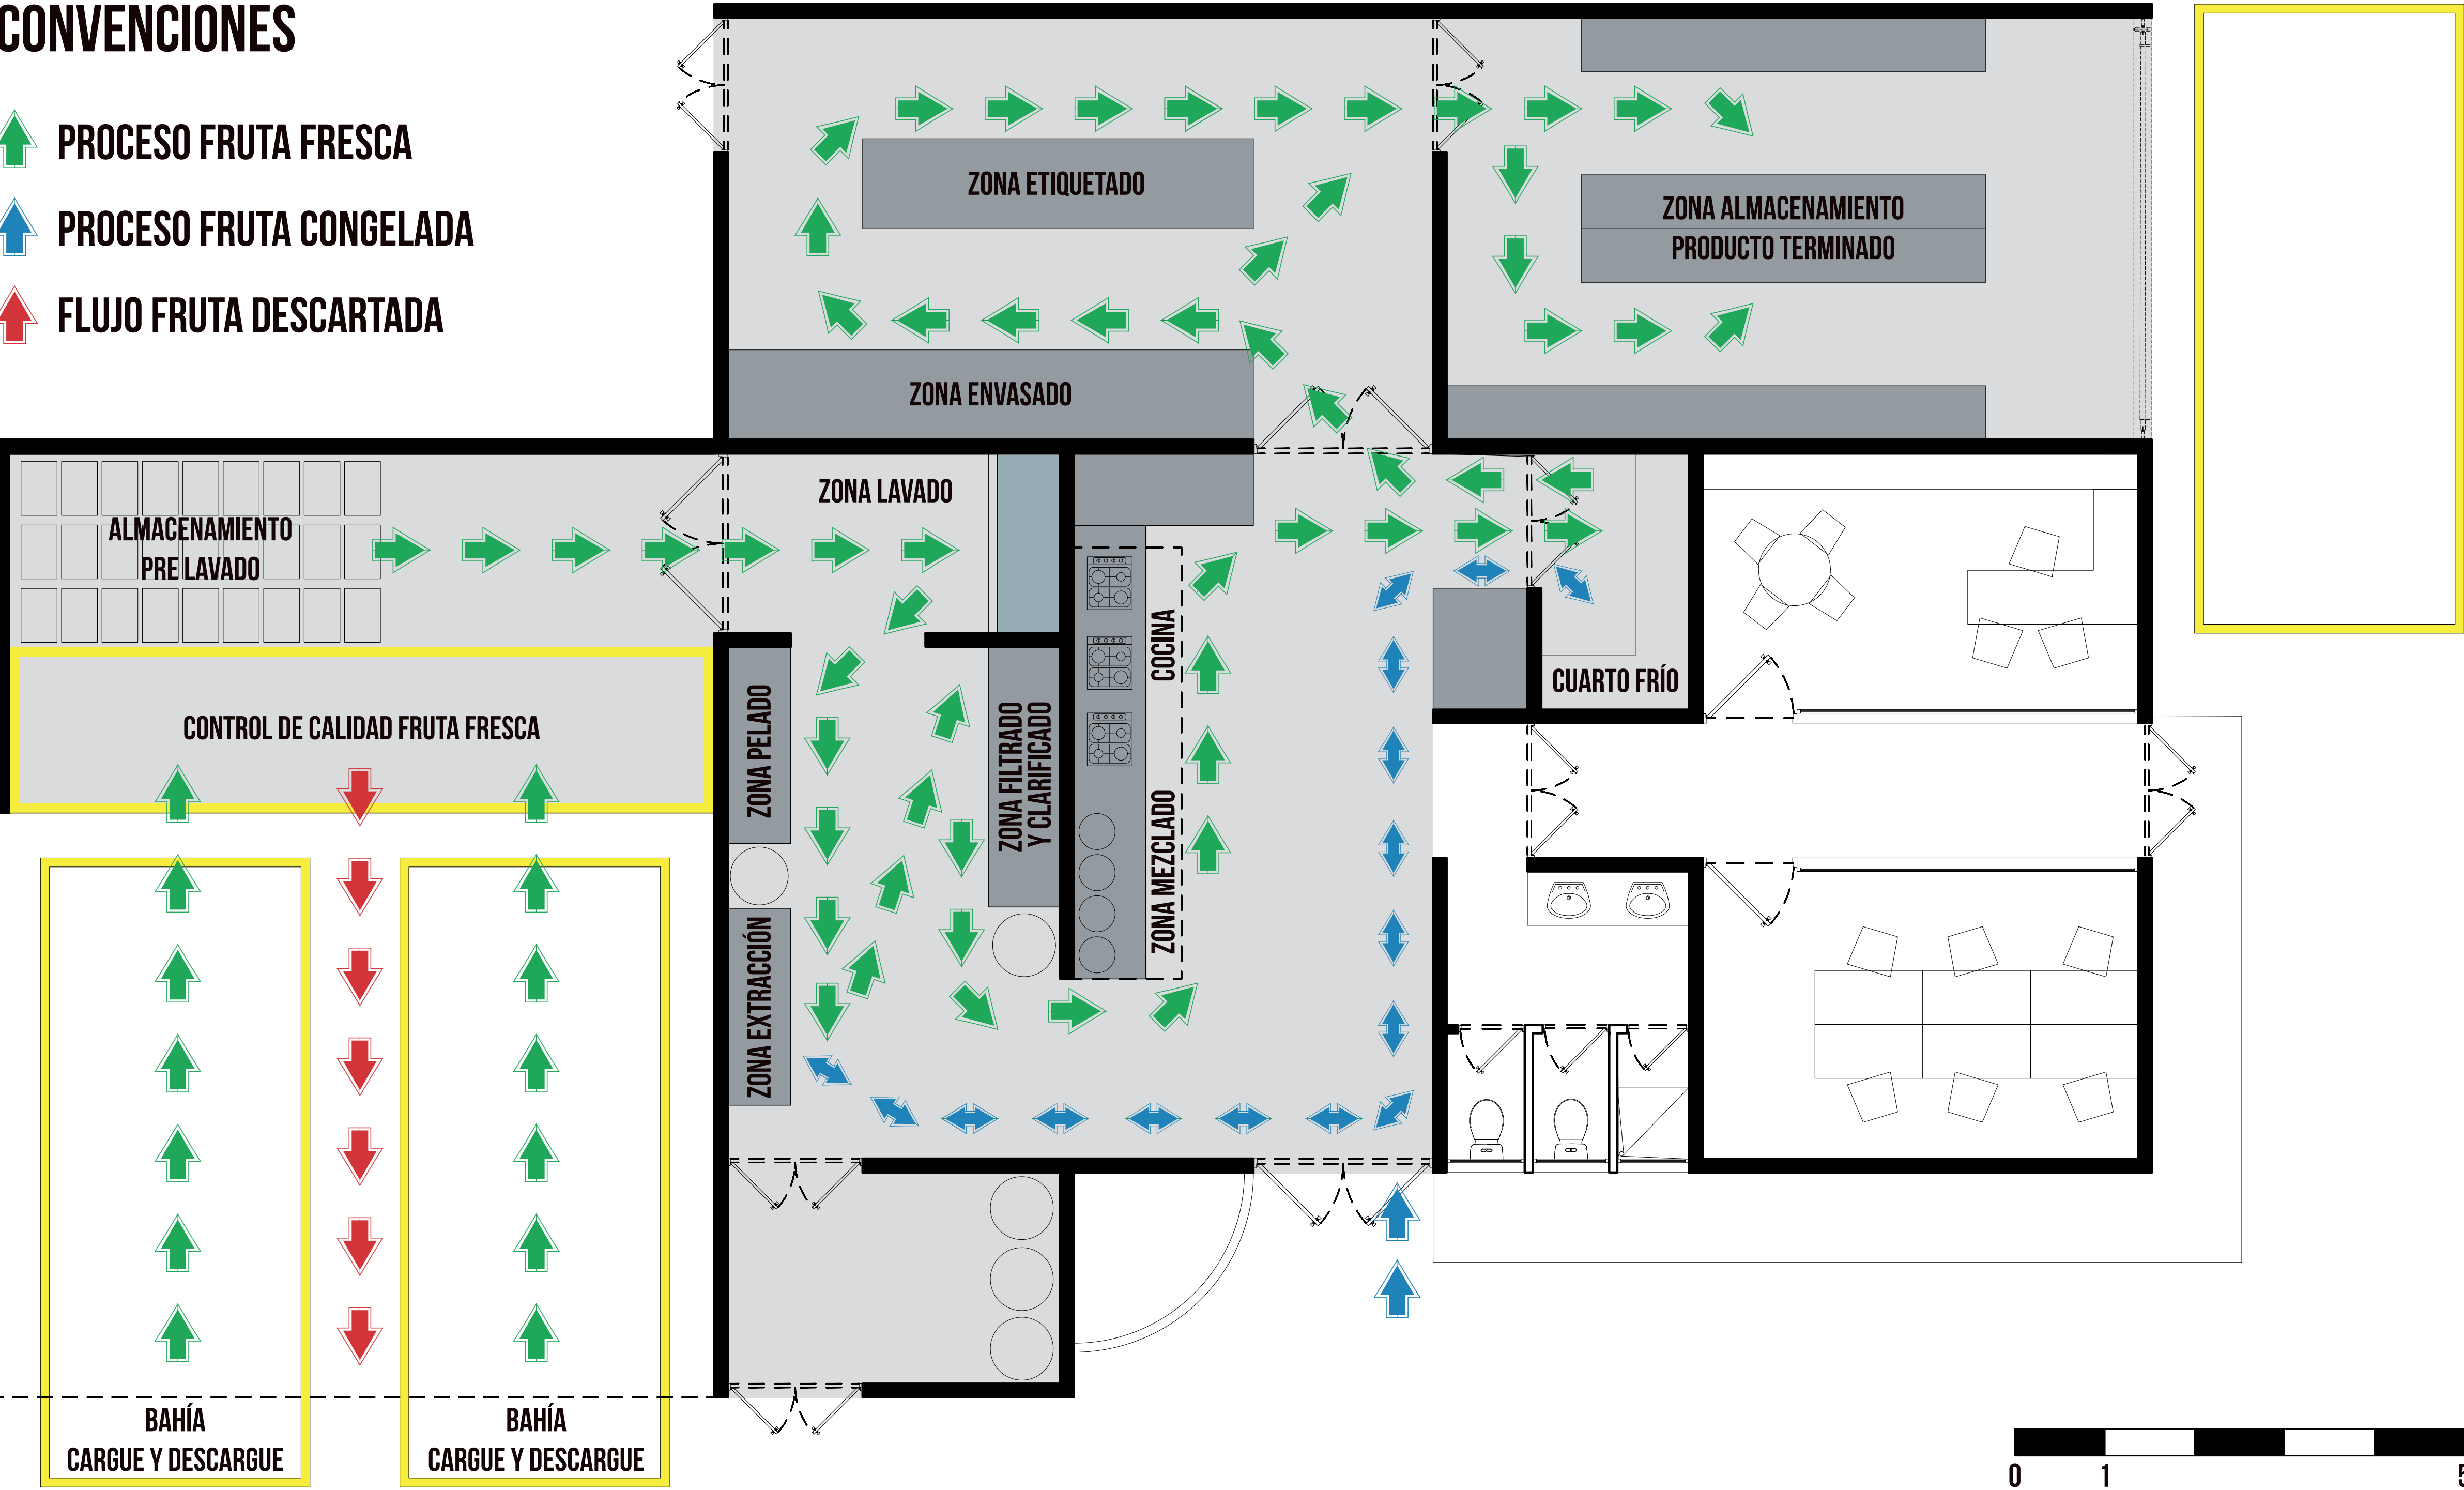 CONVENCIONES
PROCESO FRUTA FRESCA
PROCESO FRUTA CONGELADA
FLUJO FRUTA DESCARTADA
ZONA ETIQUETADO
ZONA ALMACENAMIENTO
PRODUCTO TERMINADO
ZONA ENVASADO
ZONA LAVADO
ALMACENAMIENTO
PRE LAVADO
COCINA
CUARTO FRÍO
CONTROL DE CALIDAD FRUTA FRESCA
ZONA PELADO
ZONA FILTRADO
Y CLARIFICADO
ZONA MEZCLADO
ZONA EXTRACCIÓN
BAHÍA
CARGUE Y DESCARGUE
BAHÍA
CARGUE Y DESCARGUE
0 1 5